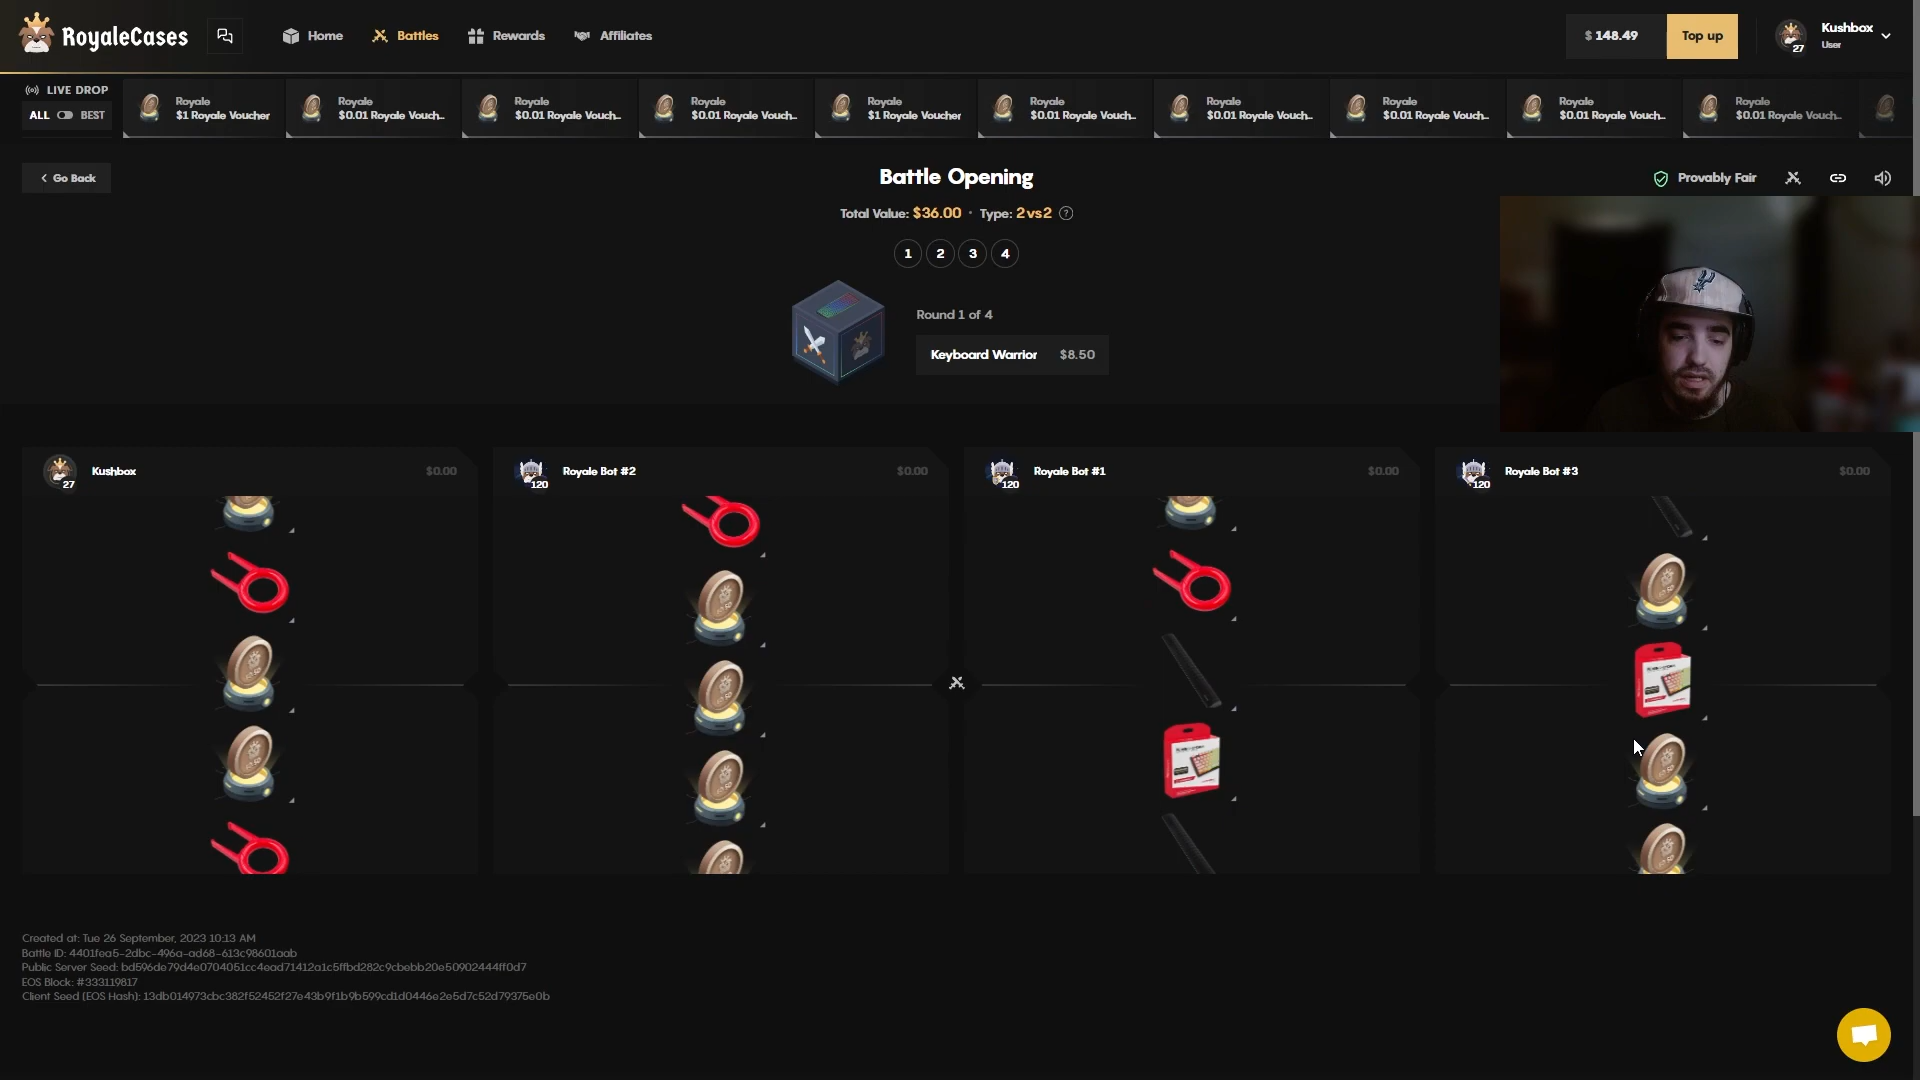 RoyaleCases
Home
Battles
Rewards
Affiliates
$ 148.49
Top up
Kushbox
User
27
LIVE DROP
ALL
BEST
Royale
$1 Royale Voucher
Royale
$0.01 Royale Vouch...
Royale
$0.01 Royale Vouch...
Royale
$0.01 Royale Vouch...
Royale
$1 Royale Voucher
Royale
$0.01 Royale Vouch...
Royale
$0.01 Royale Vouch...
Royale
$0.01 Royale Vouch...
Royale
$0.01 Royale Vouch...
Royale
$0.01 Royale Vouch...
Go Back
Battle Opening
Provably Fair
Total Value: $36.00 · Type: 2vs2 ?
1 2 3 4
Round 1 of 4
Keyboard Warrior $8.50
Kushbox
27
$0.00
Royale Bot #2
120
$0.00
Royale Bot #1
120
$0.00
Royale Bot #3
120
$0.00
Created at: Tue 26 September, 2023 10:13 AM
Battle ID: 4401fea5-2dbc-496a-ad68-613c98601aab
Public Server Seed: bd596de79d4e0704051cc4ead71412a1c5ffbd282c9cbebb20e50902444ff0d7
EOS Block: #333119817
Client Seed (EOS Hash): 13db014973cbc382f52452f27e43b9f1b9b599cd1d0446e2e5d7c52d79375e0b